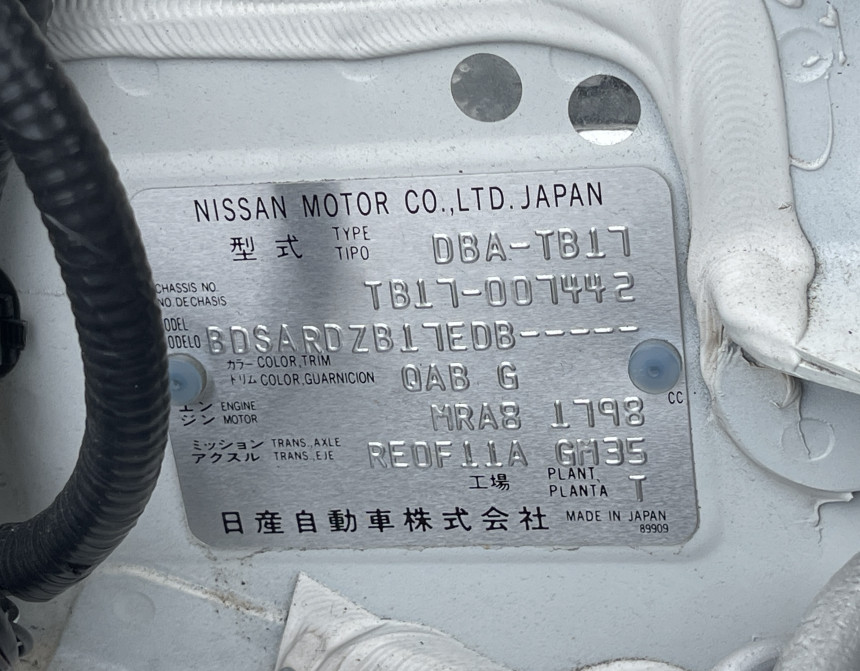 NISSAN MOTOR CO.,LTD. JAPAN
型式 TYPE TIPO DBA-TB17
CHASSIS NO. NO.DE CHASIS TB17-007442
ODEL ODELO BDSARDZB17EDB-----
カラー COLOR,TRIM
トリム COLOR,GUARNICION QAB G
CC
エンジン ENGINE MOTOR MRA8 1798
ミッション TRANS.,AXLE
アクスル TRANS.,EJE RE0F11A GH35
工場 PLANT, PLANTA T
日産自動車株式会社 MADE IN JAPAN
89909